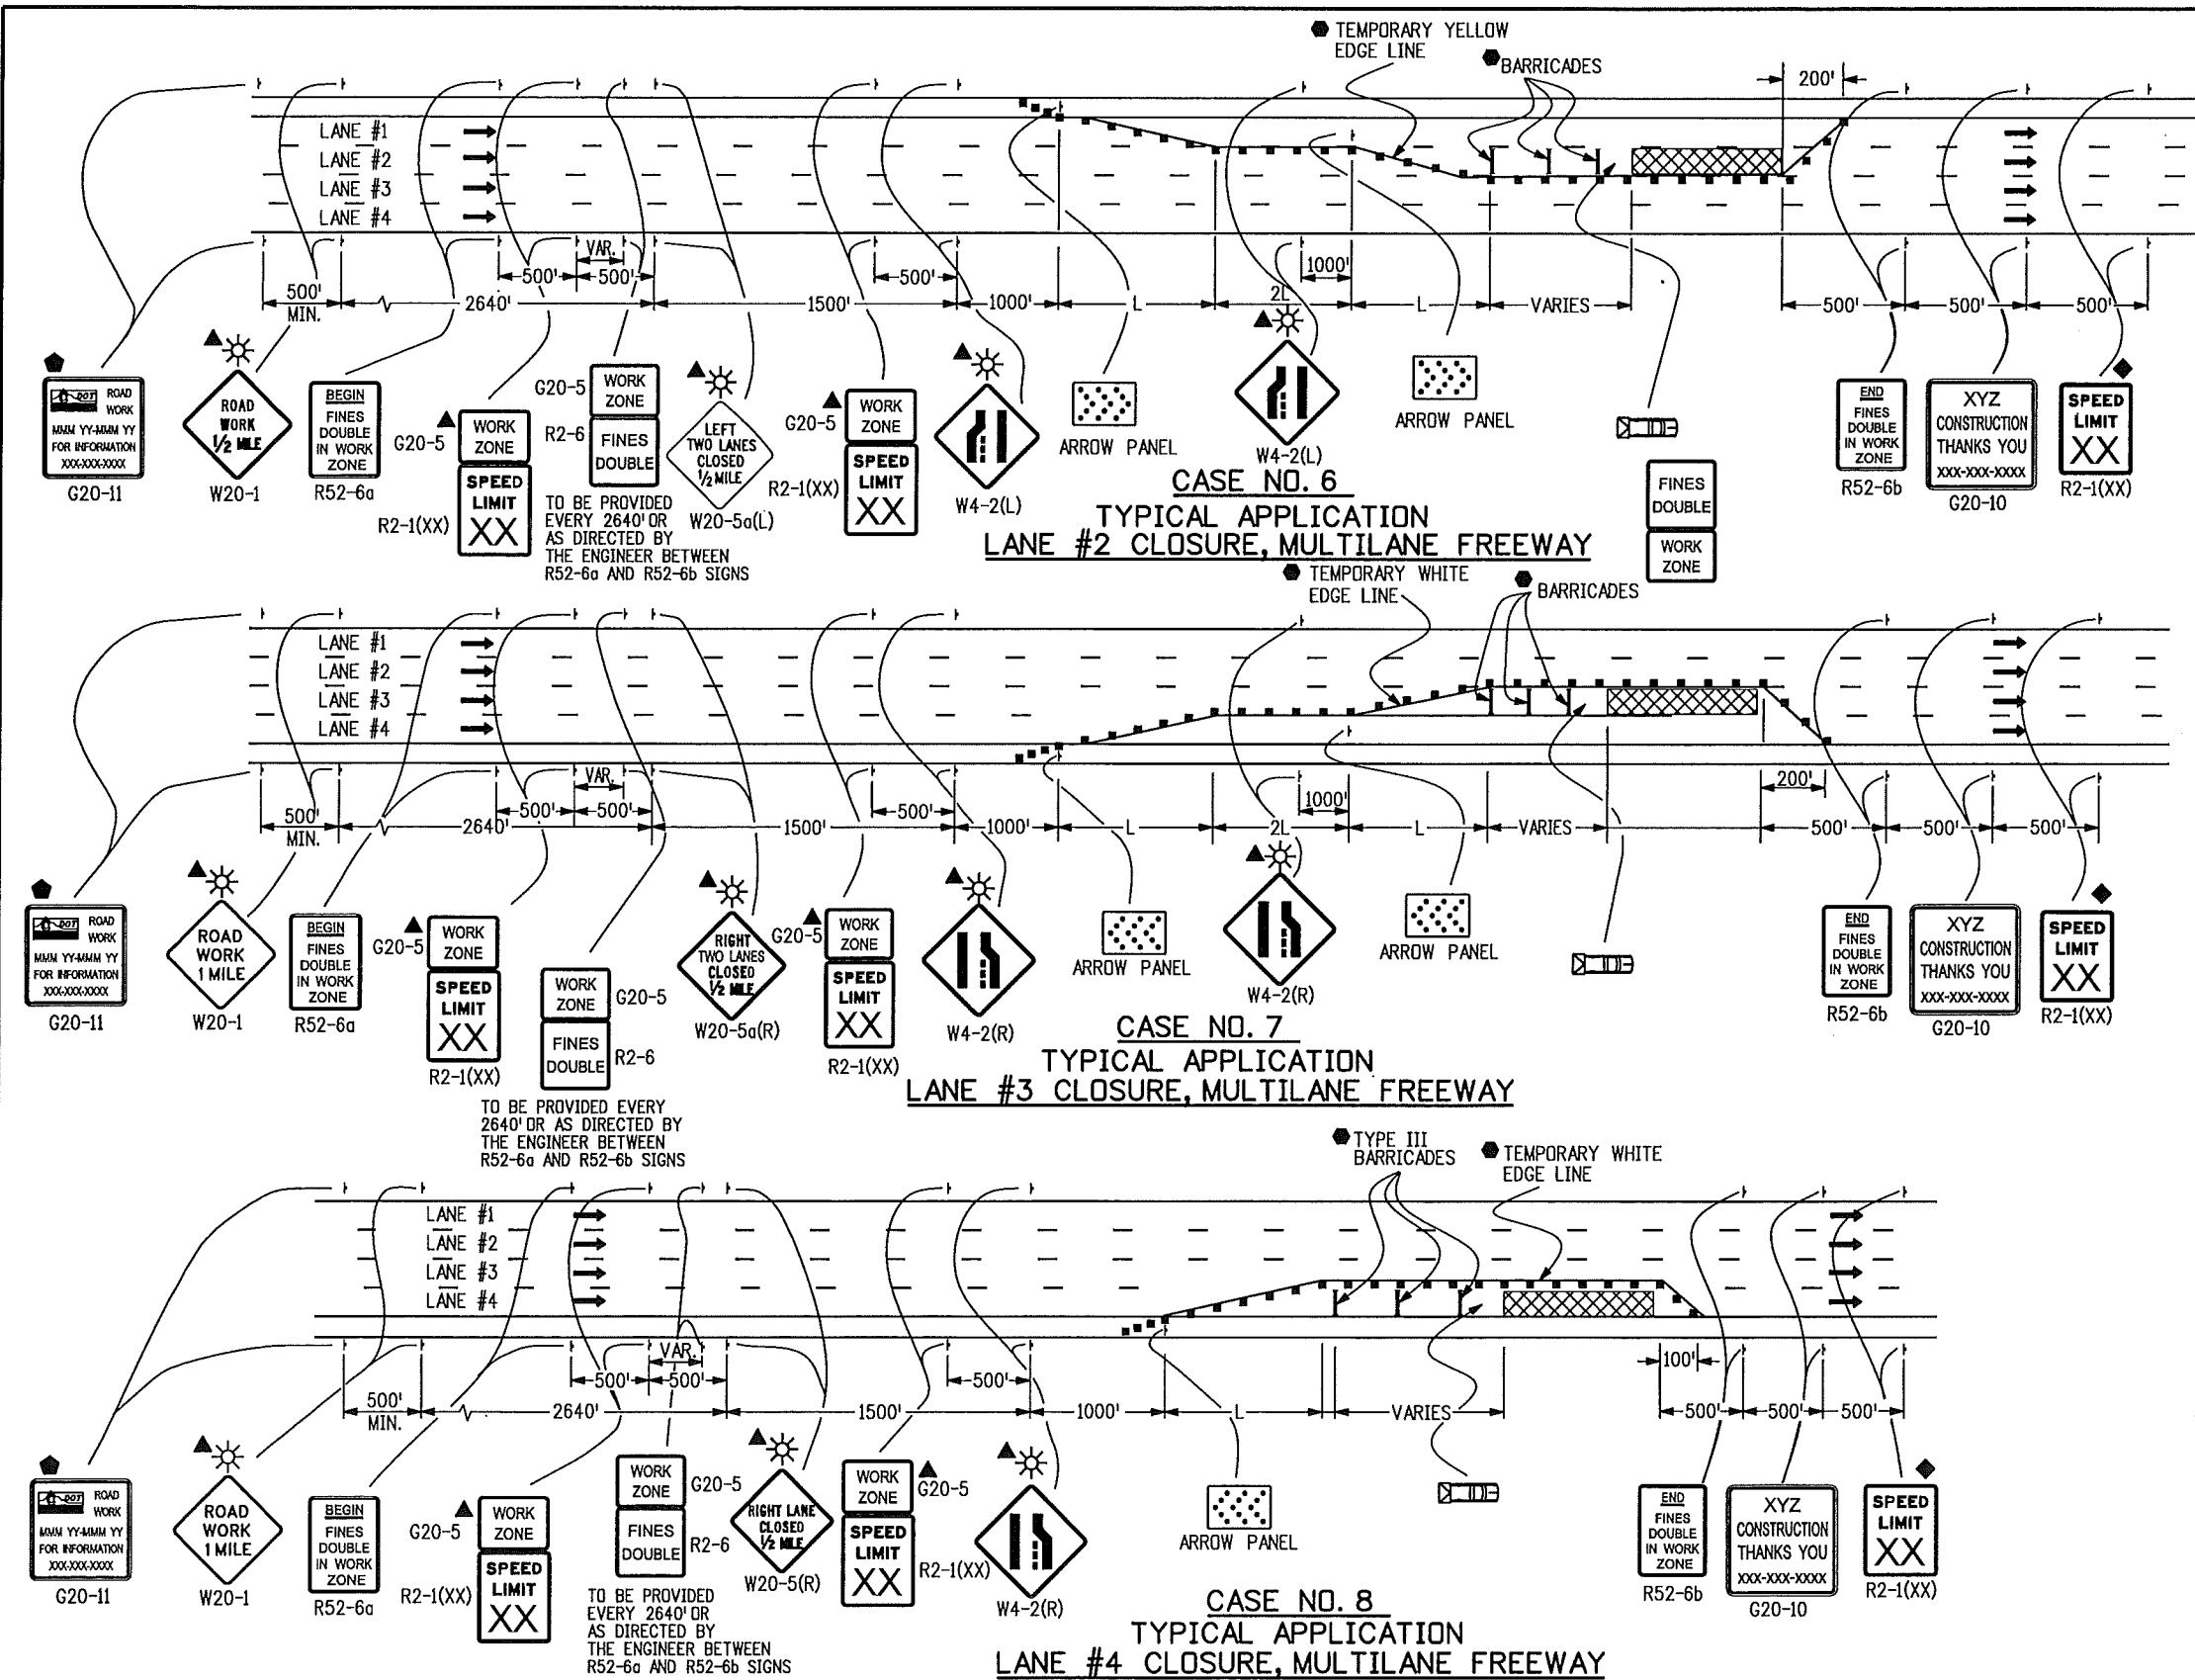 TEMPORARY YELLOW
EDGE LINE
BARRICADES
200'
LANE #1
LANE #2
LANE #3
LANE #4
VAR.
500'
500'
500'
1000'
500'
MIN.
2640'
1500'
1000'
L
2L
L
VARIES
500'
500'
500'
DOT
ROAD
WORK
MMM YY-MMM YY
FOR INFORMATION
XXX-XXX-XXXX
G20-11
ROAD
WORK
1/2 MILE
W20-1
BEGIN
FINES
DOUBLE
IN WORK
ZONE
R52-6a
G20-5
WORK
ZONE
SPEED
LIMIT
XX
R2-1(XX)
G20-5
WORK
ZONE
R2-6
FINES
DOUBLE
TO BE PROVIDED
EVERY 2640' OR
AS DIRECTED BY
THE ENGINEER BETWEEN
R52-6a AND R52-6b SIGNS
LEFT
TWO LANES
CLOSED
1/2 MILE
W20-5a(L)
G20-5
WORK
ZONE
SPEED
LIMIT
XX
R2-1(XX)
W4-2(L)
ARROW PANEL
W4-2(L)
ARROW PANEL
FINES
DOUBLE
WORK
ZONE
END
FINES
DOUBLE
IN WORK
ZONE
R52-6b
XYZ
CONSTRUCTION
THANKS YOU
XXX-XXX-XXXX
G20-10
SPEED
LIMIT
XX
R2-1(XX)
CASE NO. 6
TYPICAL APPLICATION
LANE #2 CLOSURE, MULTILANE FREEWAY
TEMPORARY WHITE
EDGE LINE
BARRICADES
LANE #1
LANE #2
LANE #3
LANE #4
VAR.
500'
500'
500'
1000'
200'
500'
MIN.
2640'
1500'
1000'
L
2L
L
VARIES
500'
500'
500'
DOT
ROAD
WORK
MMM YY-MMM YY
FOR INFORMATION
XXX-XXX-XXXX
G20-11
ROAD
WORK
1 MILE
W20-1
BEGIN
FINES
DOUBLE
IN WORK
ZONE
R52-6a
G20-5
WORK
ZONE
SPEED
LIMIT
XX
R2-1(XX)
WORK
ZONE
G20-5
FINES
DOUBLE
R2-6
TO BE PROVIDED EVERY
2640' OR AS DIRECTED BY
THE ENGINEER BETWEEN
R52-6a AND R52-6b SIGNS
RIGHT
TWO LANES
CLOSED
1/2 MILE
W20-5a(R)
G20-5
WORK
ZONE
SPEED
LIMIT
XX
R2-1(XX)
W4-2(R)
ARROW PANEL
W4-2(R)
ARROW PANEL
END
FINES
DOUBLE
IN WORK
ZONE
R52-6b
XYZ
CONSTRUCTION
THANKS YOU
XXX-XXX-XXXX
G20-10
SPEED
LIMIT
XX
R2-1(XX)
CASE NO. 7
TYPICAL APPLICATION
LANE #3 CLOSURE, MULTILANE FREEWAY
TYPE III
BARRICADES
TEMPORARY WHITE
EDGE LINE
LANE #1
LANE #2
LANE #3
LANE #4
VAR.
500'
500'
500'
100'
500'
MIN.
2640'
1500'
1000'
L
VARIES
500'
500'
500'
DOT
ROAD
WORK
MMM YY-MMM YY
FOR INFORMATION
XXX-XXX-XXXX
G20-11
ROAD
WORK
1 MILE
W20-1
BEGIN
FINES
DOUBLE
IN WORK
ZONE
R52-6a
G20-5
WORK
ZONE
SPEED
LIMIT
XX
R2-1(XX)
WORK
ZONE
G20-5
FINES
DOUBLE
R2-6
TO BE PROVIDED
EVERY 2640' OR
AS DIRECTED BY
THE ENGINEER BETWEEN
R52-6a AND R52-6b SIGNS
RIGHT LANE
CLOSED
1/2 MILE
W20-5(R)
WORK
ZONE
G20-5
SPEED
LIMIT
XX
R2-1(XX)
W4-2(R)
ARROW PANEL
END
FINES
DOUBLE
IN WORK
ZONE
R52-6b
XYZ
CONSTRUCTION
THANKS YOU
XXX-XXX-XXXX
G20-10
SPEED
LIMIT
XX
R2-1(XX)
CASE NO. 8
TYPICAL APPLICATION
LANE #4 CLOSURE, MULTILANE FREEWAY